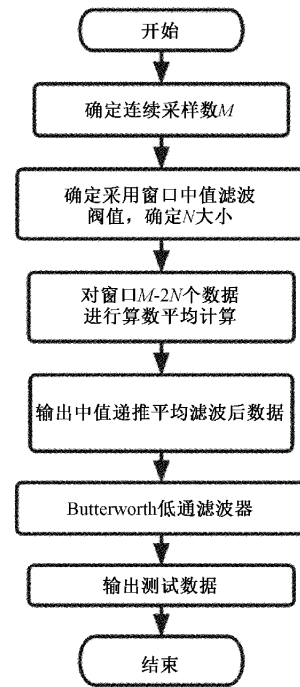 开始
确定连续采样数M
确定采用窗口中值滤波
阀值，确定N大小
对窗口M-2N个数据
进行算数平均计算
输出中值递推平均滤波后数据
Butterworth低通滤波器
输出测试数据
结束